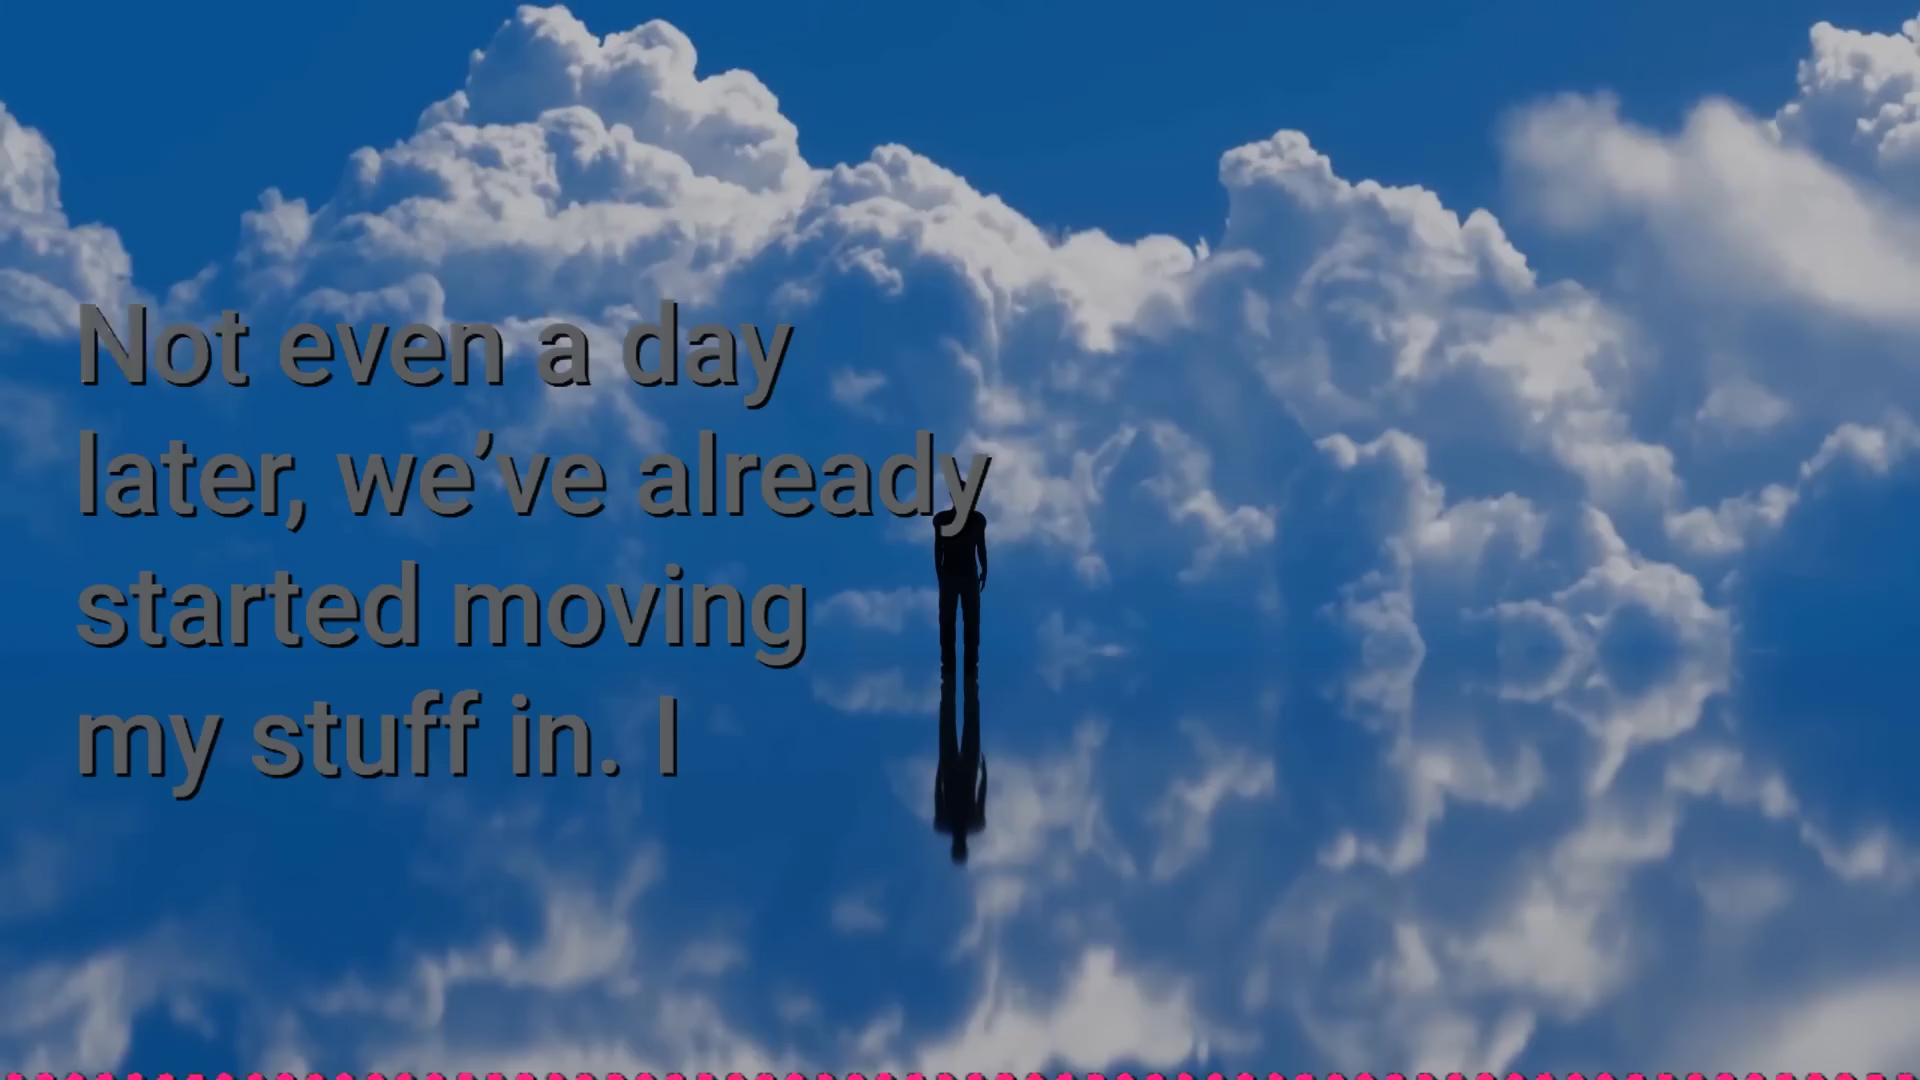 Not even a day
later, we’ve already
started moving
my stuff in. I